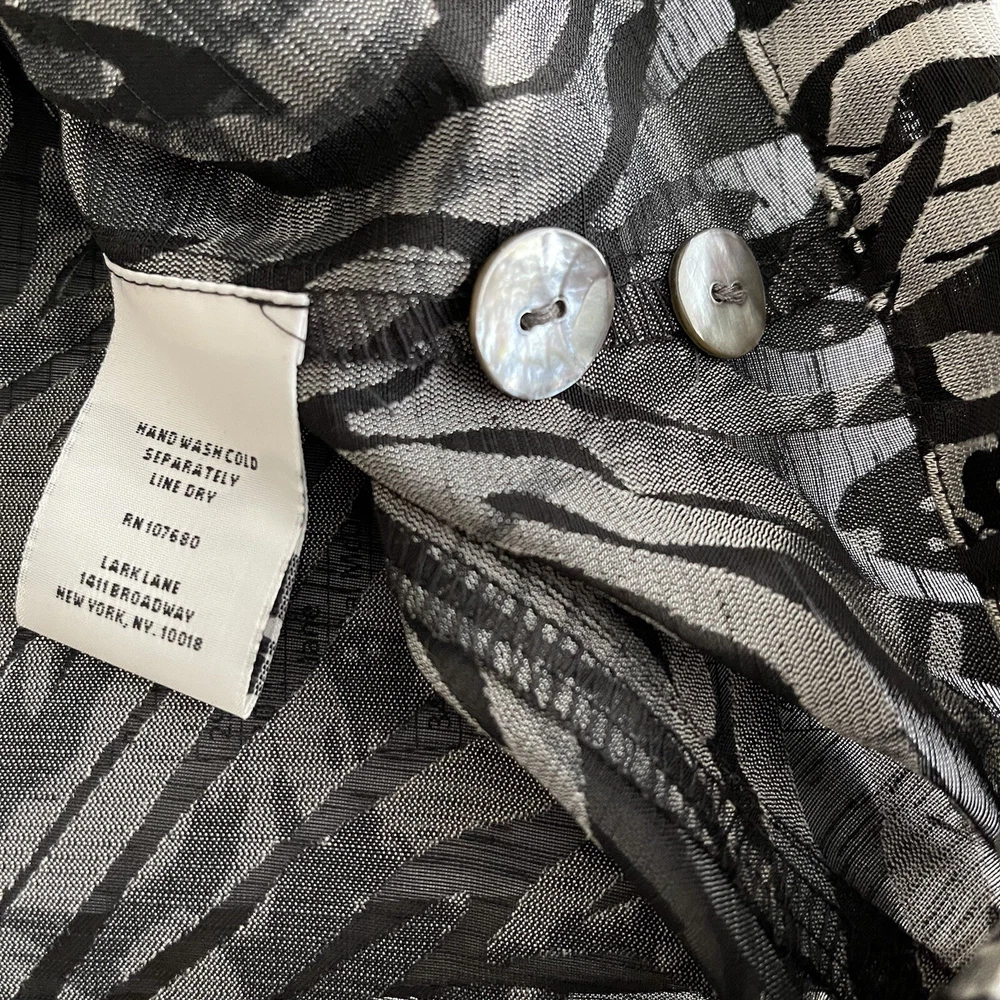 HAND WASH COLD
SEPARATELY
LINE DRY
RN 107680
LARK LANE
1411 BROADWAY
NEW YORK, NY. 10018